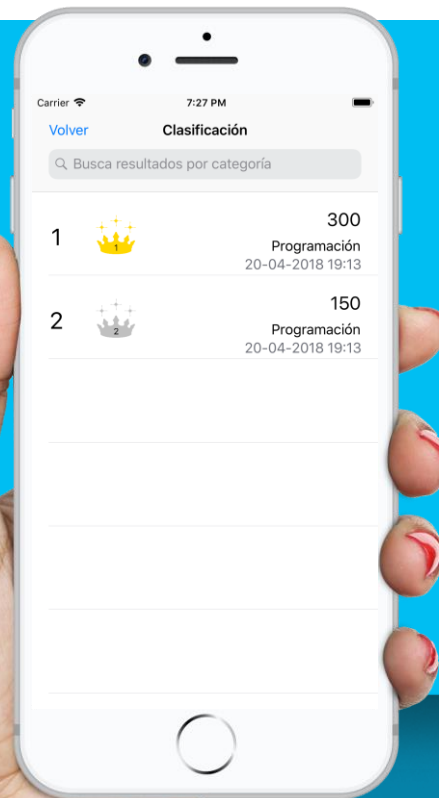 Carrier 7:27 PM
Volver Clasificación
Busca resultados por categoría
1 1 300
Programación
20-04-2018 19:13
2 2 150
Programación
20-04-2018 19:13